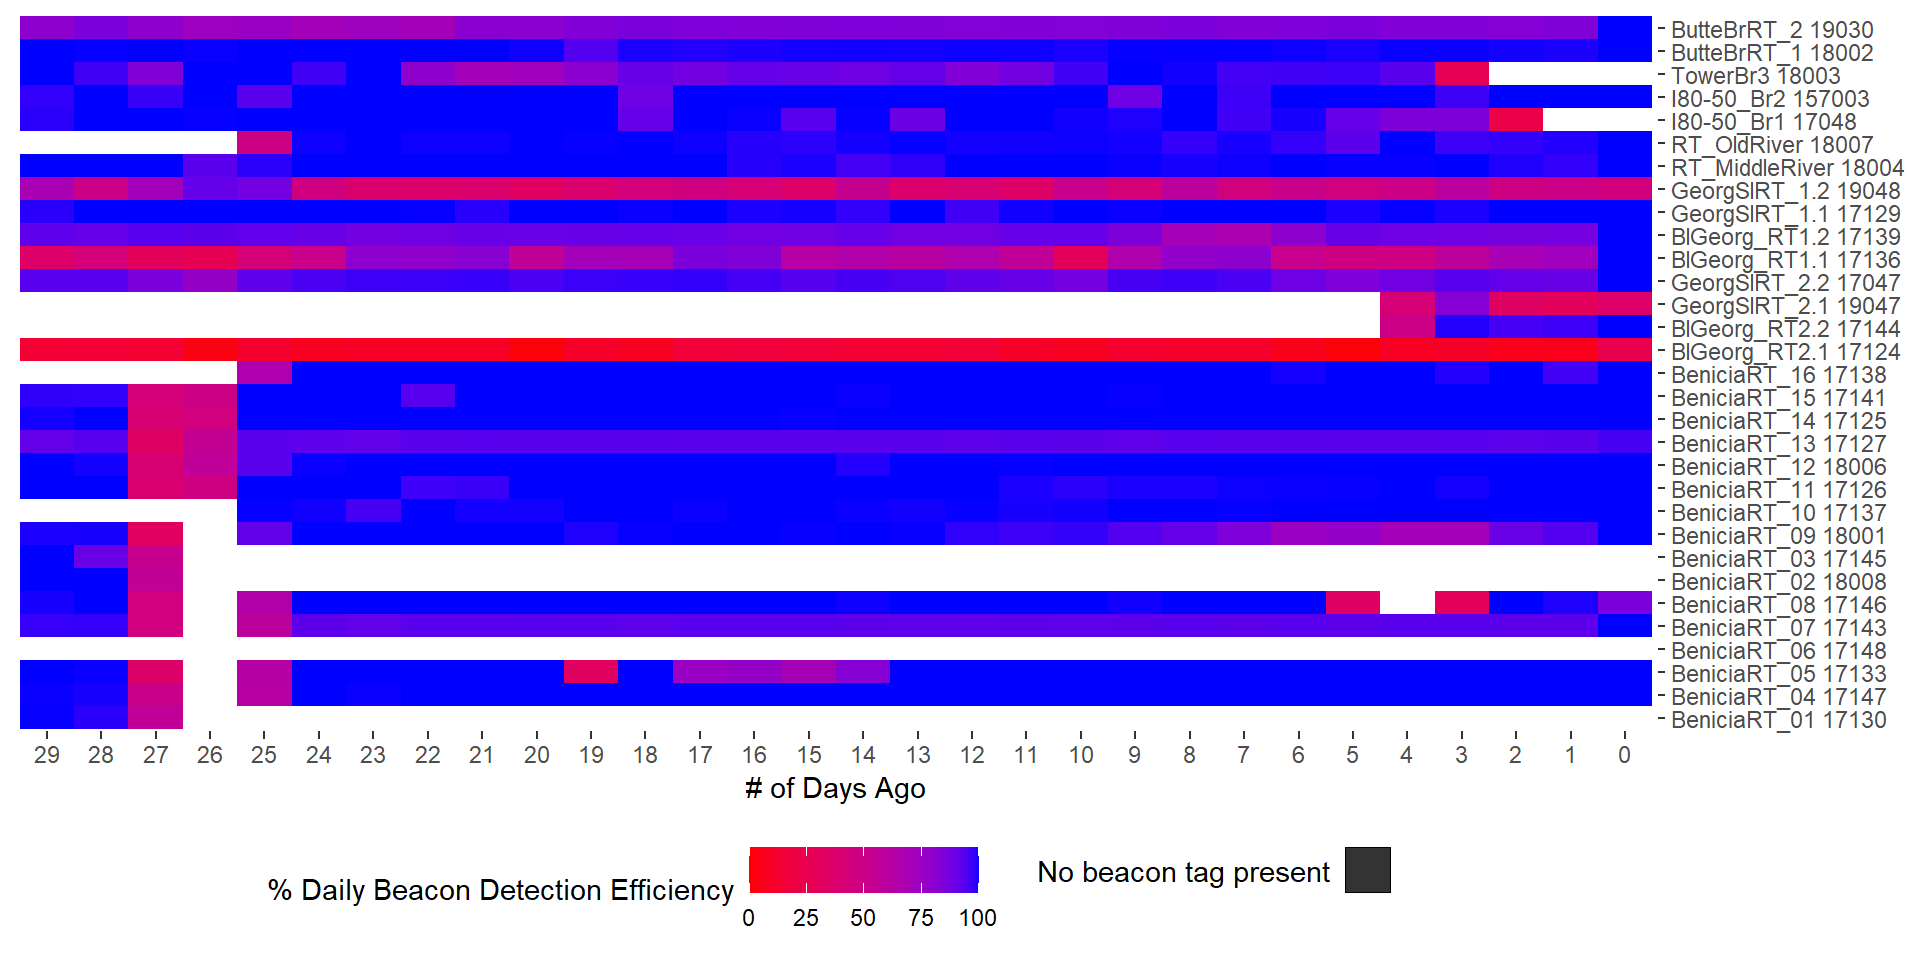 ButteBrRT_2 19030
ButteBrRT_1 18002
TowerBr3 18003
I80-50_Br2 157003
I80-50_Br1 17048
RT_OldRiver 18007
RT_MiddleRiver 18004
GeorgSlRT_1.2 19048
GeorgSlRT_1.1 17129
BlGeorg_RT1.2 17139
BlGeorg_RT1.1 17136
GeorgSlRT_2.2 17047
GeorgSlRT_2.1 19047
BlGeorg_RT2.2 17144
BlGeorg_RT2.1 17124
BeniciaRT_16 17138
BeniciaRT_15 17141
BeniciaRT_14 17125
BeniciaRT_13 17127
BeniciaRT_12 18006
BeniciaRT_11 17126
BeniciaRT_10 17137
BeniciaRT_09 18001
BeniciaRT_03 17145
BeniciaRT_02 18008
BeniciaRT_08 17146
BeniciaRT_07 17143
BeniciaRT_06 17148
BeniciaRT_05 17133
BeniciaRT_04 17147
BeniciaRT_01 17130
29 28 27 26 25 24 23 22 21 20 19 18 17 16 15 14 13 12 11 10 9 8 7 6 5 4 3 2 1 0
# of Days Ago
% Daily Beacon Detection Efficiency
0 25 50 75 100
No beacon tag present